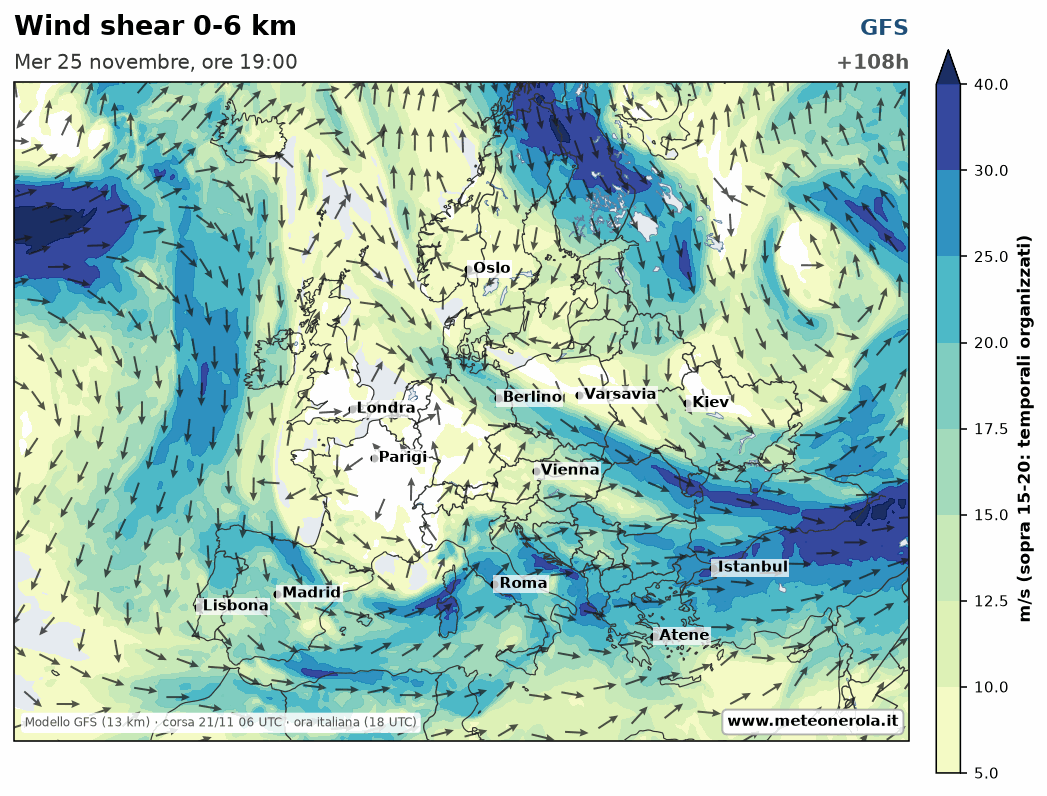 Wind shear 0-6 km
GFS
Mer 25 novembre, ore 19:00
+108h
40.0
30.0
25.0
20.0
17.5
15.0
12.5
10.0
5.0
m/s (sopra 15-20: temporali organizzati)
Oslo
Berlino
Varsavia
Kiev
Londra
Parigi
Vienna
Istanbul
Roma
Madrid
Lisbona
Atene
Modello GFS (13 km) · corsa 21/11 06 UTC · ora italiana (18 UTC)
www.meteonerola.it